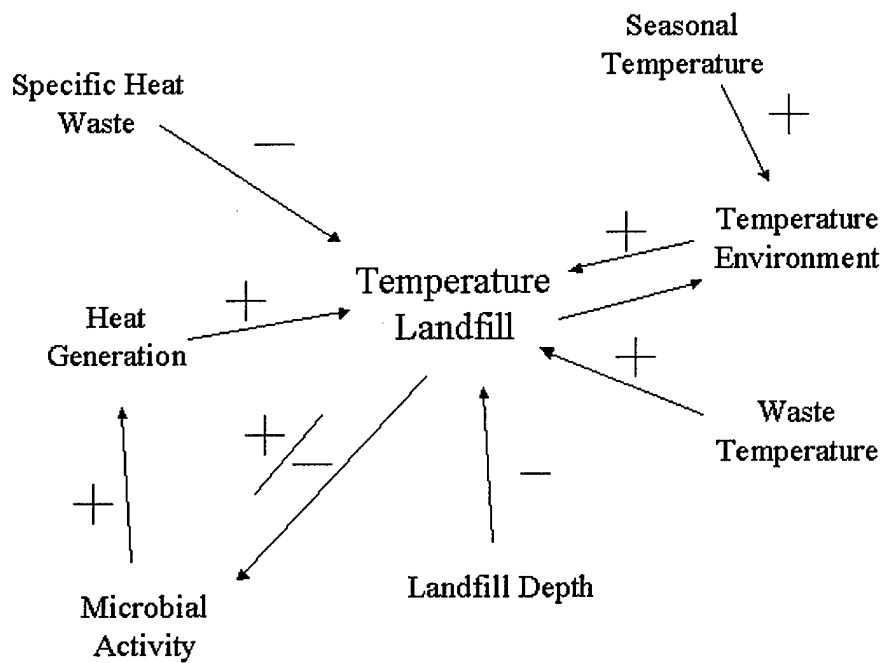 Seasonal
Temperature
Specific Heat
Waste
+
−
Temperature
Environment
+
Temperature
Landfill
+
Heat
Generation
+
Waste
Temperature
+/−
−
+
Landfill Depth
Microbial
Activity